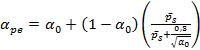 α_pe = α_0 + (1 − α_0) (p̄_s / (p̄_s + 0,8/√α_0))